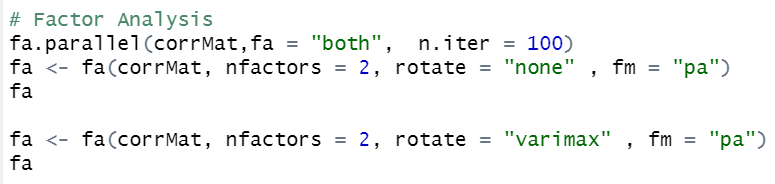 # Factor Analysis
fa.parallel(corrMat,fa = "both",  n.iter = 100)
fa <- fa(corrMat, nfactors = 2, rotate = "none" , fm = "pa")
fa
fa <- fa(corrMat, nfactors = 2, rotate = "varimax" , fm = "pa")
fa